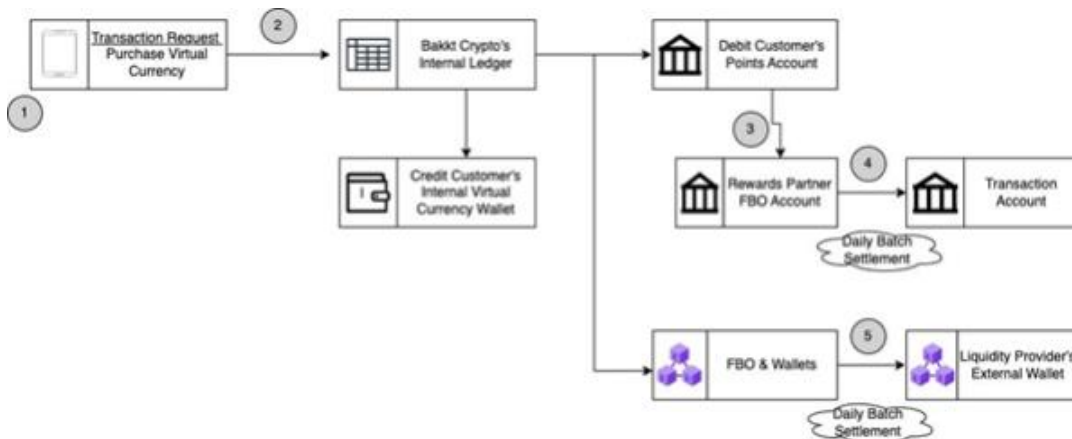 2
Transaction Request
Purchase Virtual
Currency
1
Bakkt Crypto's
Internal Ledger
Debit Customer's
Points Account
3
Credit Customer's
Internal Virtual
Currency Wallet
Rewards Partner
FBO Account
4
Transaction
Account
Daily Batch
Settlement
5
FBO & Wallets
Liquidity Provider's
External Wallet
Daily Batch
Settlement